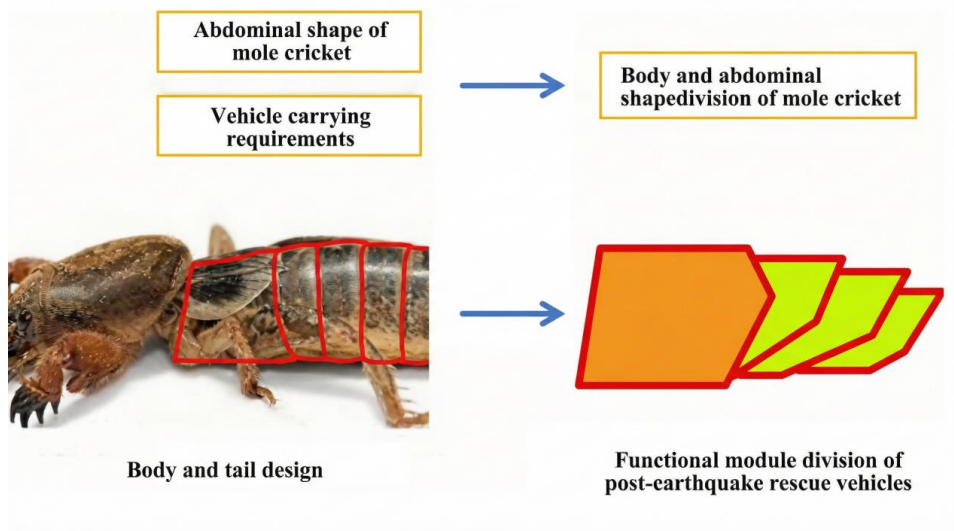 Abdominal shape of
mole cricket
Vehicle carrying
requirements
Body and abdominal
shapedivision of mole cricket
Body and tail design
Functional module division of
post-carthquake rescue vehicles